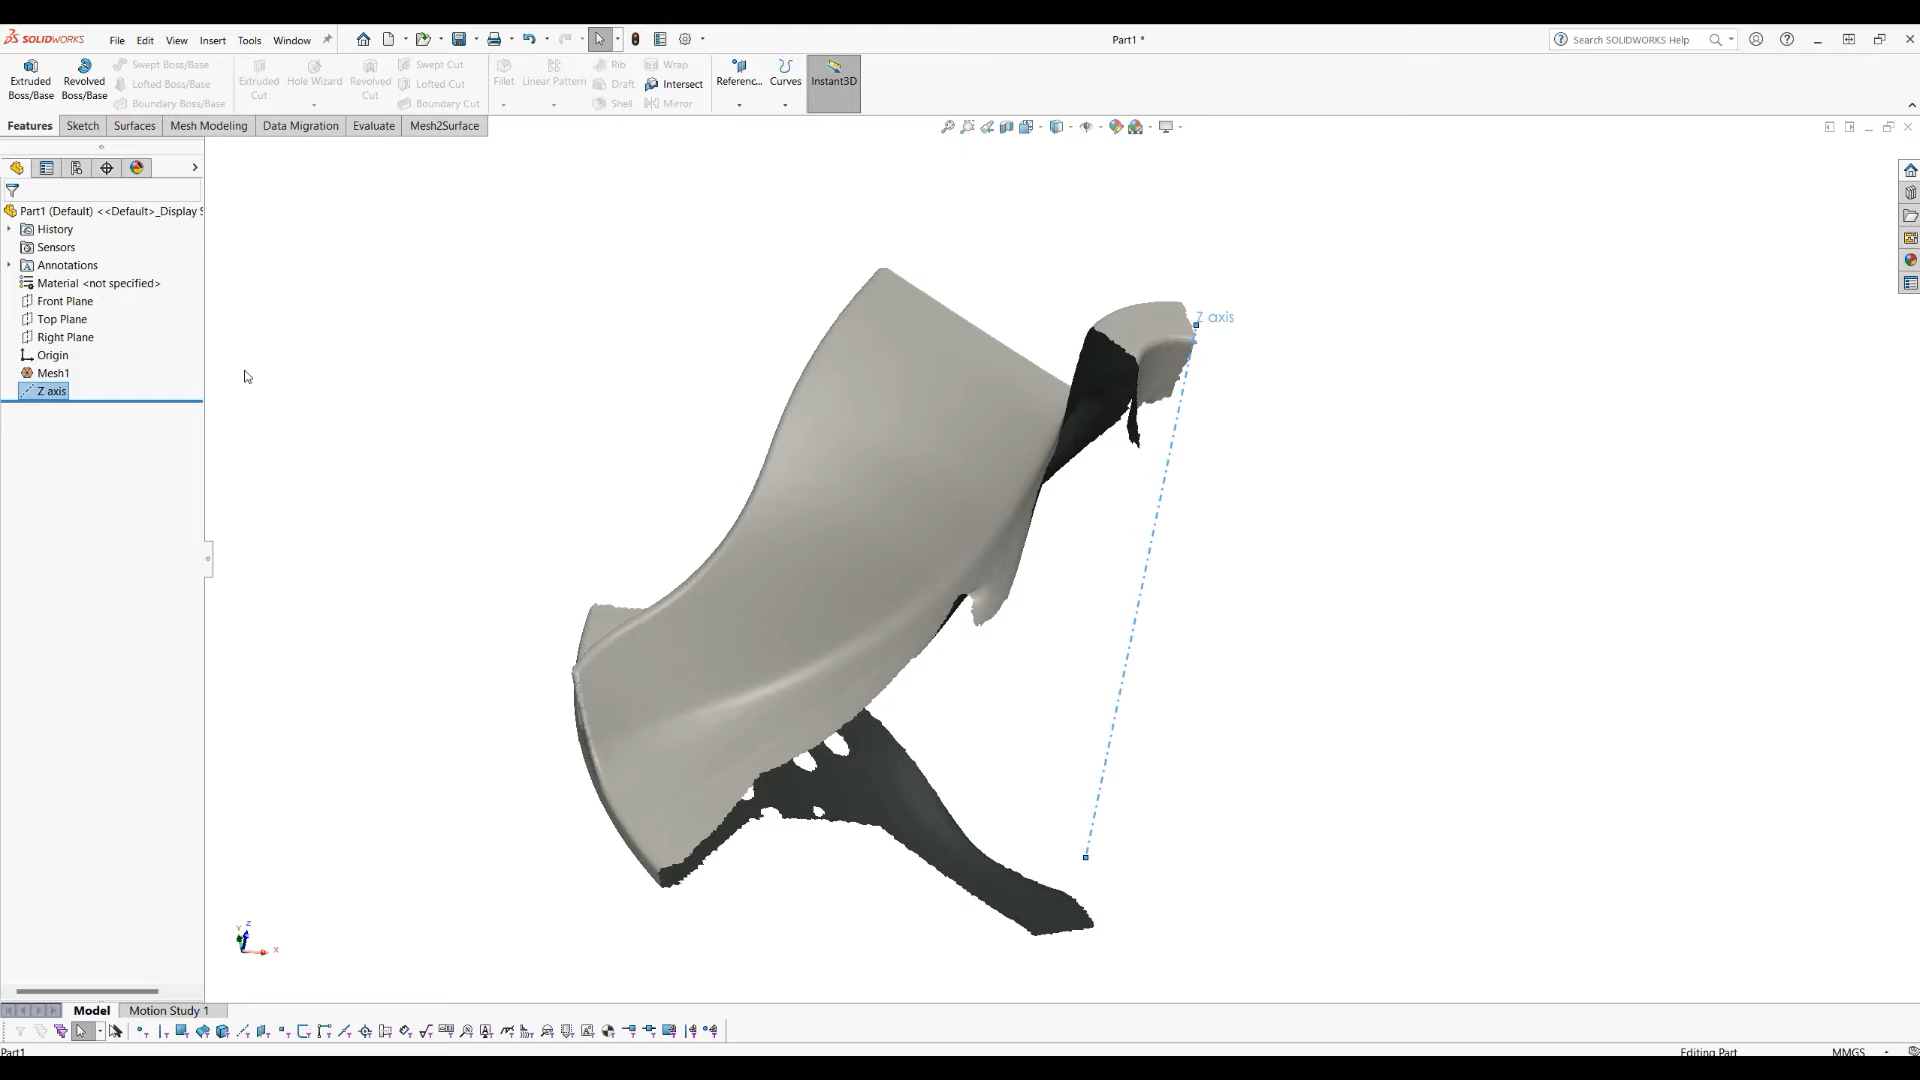 SOLIDWORKS File Edit View Insert Tools Window Part1 * Search SOLIDWORKS Help
Extruded Boss/Base
Revolved Boss/Base
Swept Boss/Base
Lofted Boss/Base
Boundary Boss/Base
Extruded Cut
Hole Wizard
Revolved Cut
Swept Cut
Lofted Cut
Boundary Cut
Fillet
Linear Pattern
Rib
Draft
Shell
Wrap
Intersect
Mirror
Referenc...
Curves
Instant3D
Features Sketch Surfaces Mesh Modeling Data Migration Evaluate Mesh2Surface
Part1 (Default) <<Default>_Display S
History
Sensors
Annotations
Material <not specified>
Front Plane
Top Plane
Right Plane
Origin
Mesh1
Z axis
Z axis
Z
Y
X
Model Motion Study 1
Part1 Editing Part MMGS